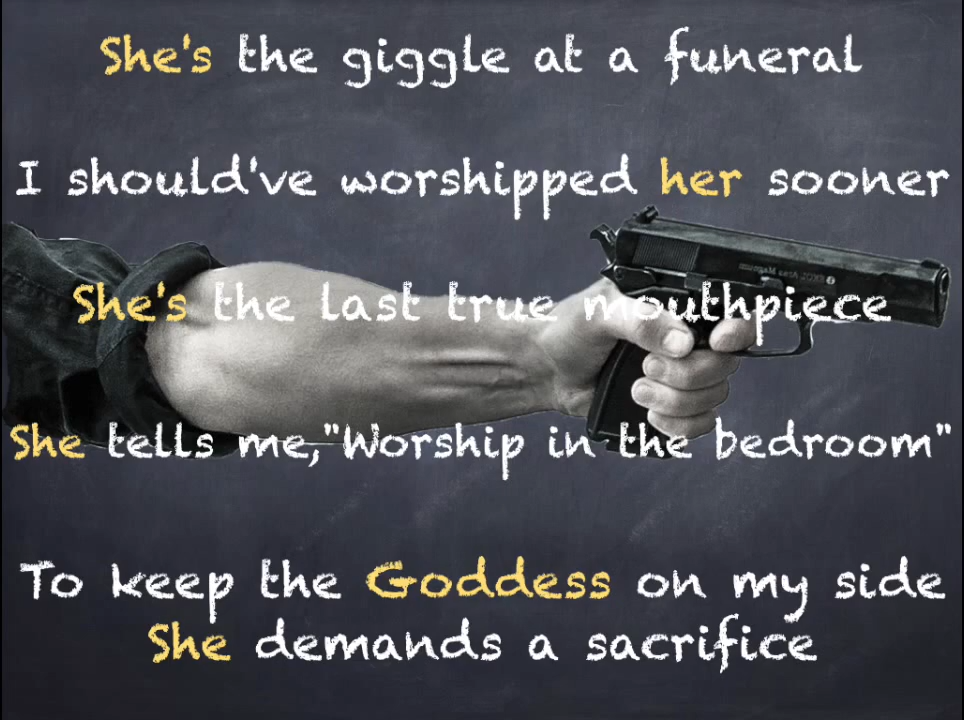 She's the giggle at a funeral
I should've worshipped her sooner
She's the last true mouthpiece
She tells me,"Worship in the bedroom"
To keep the Goddess on my side
She demands a sacrifice